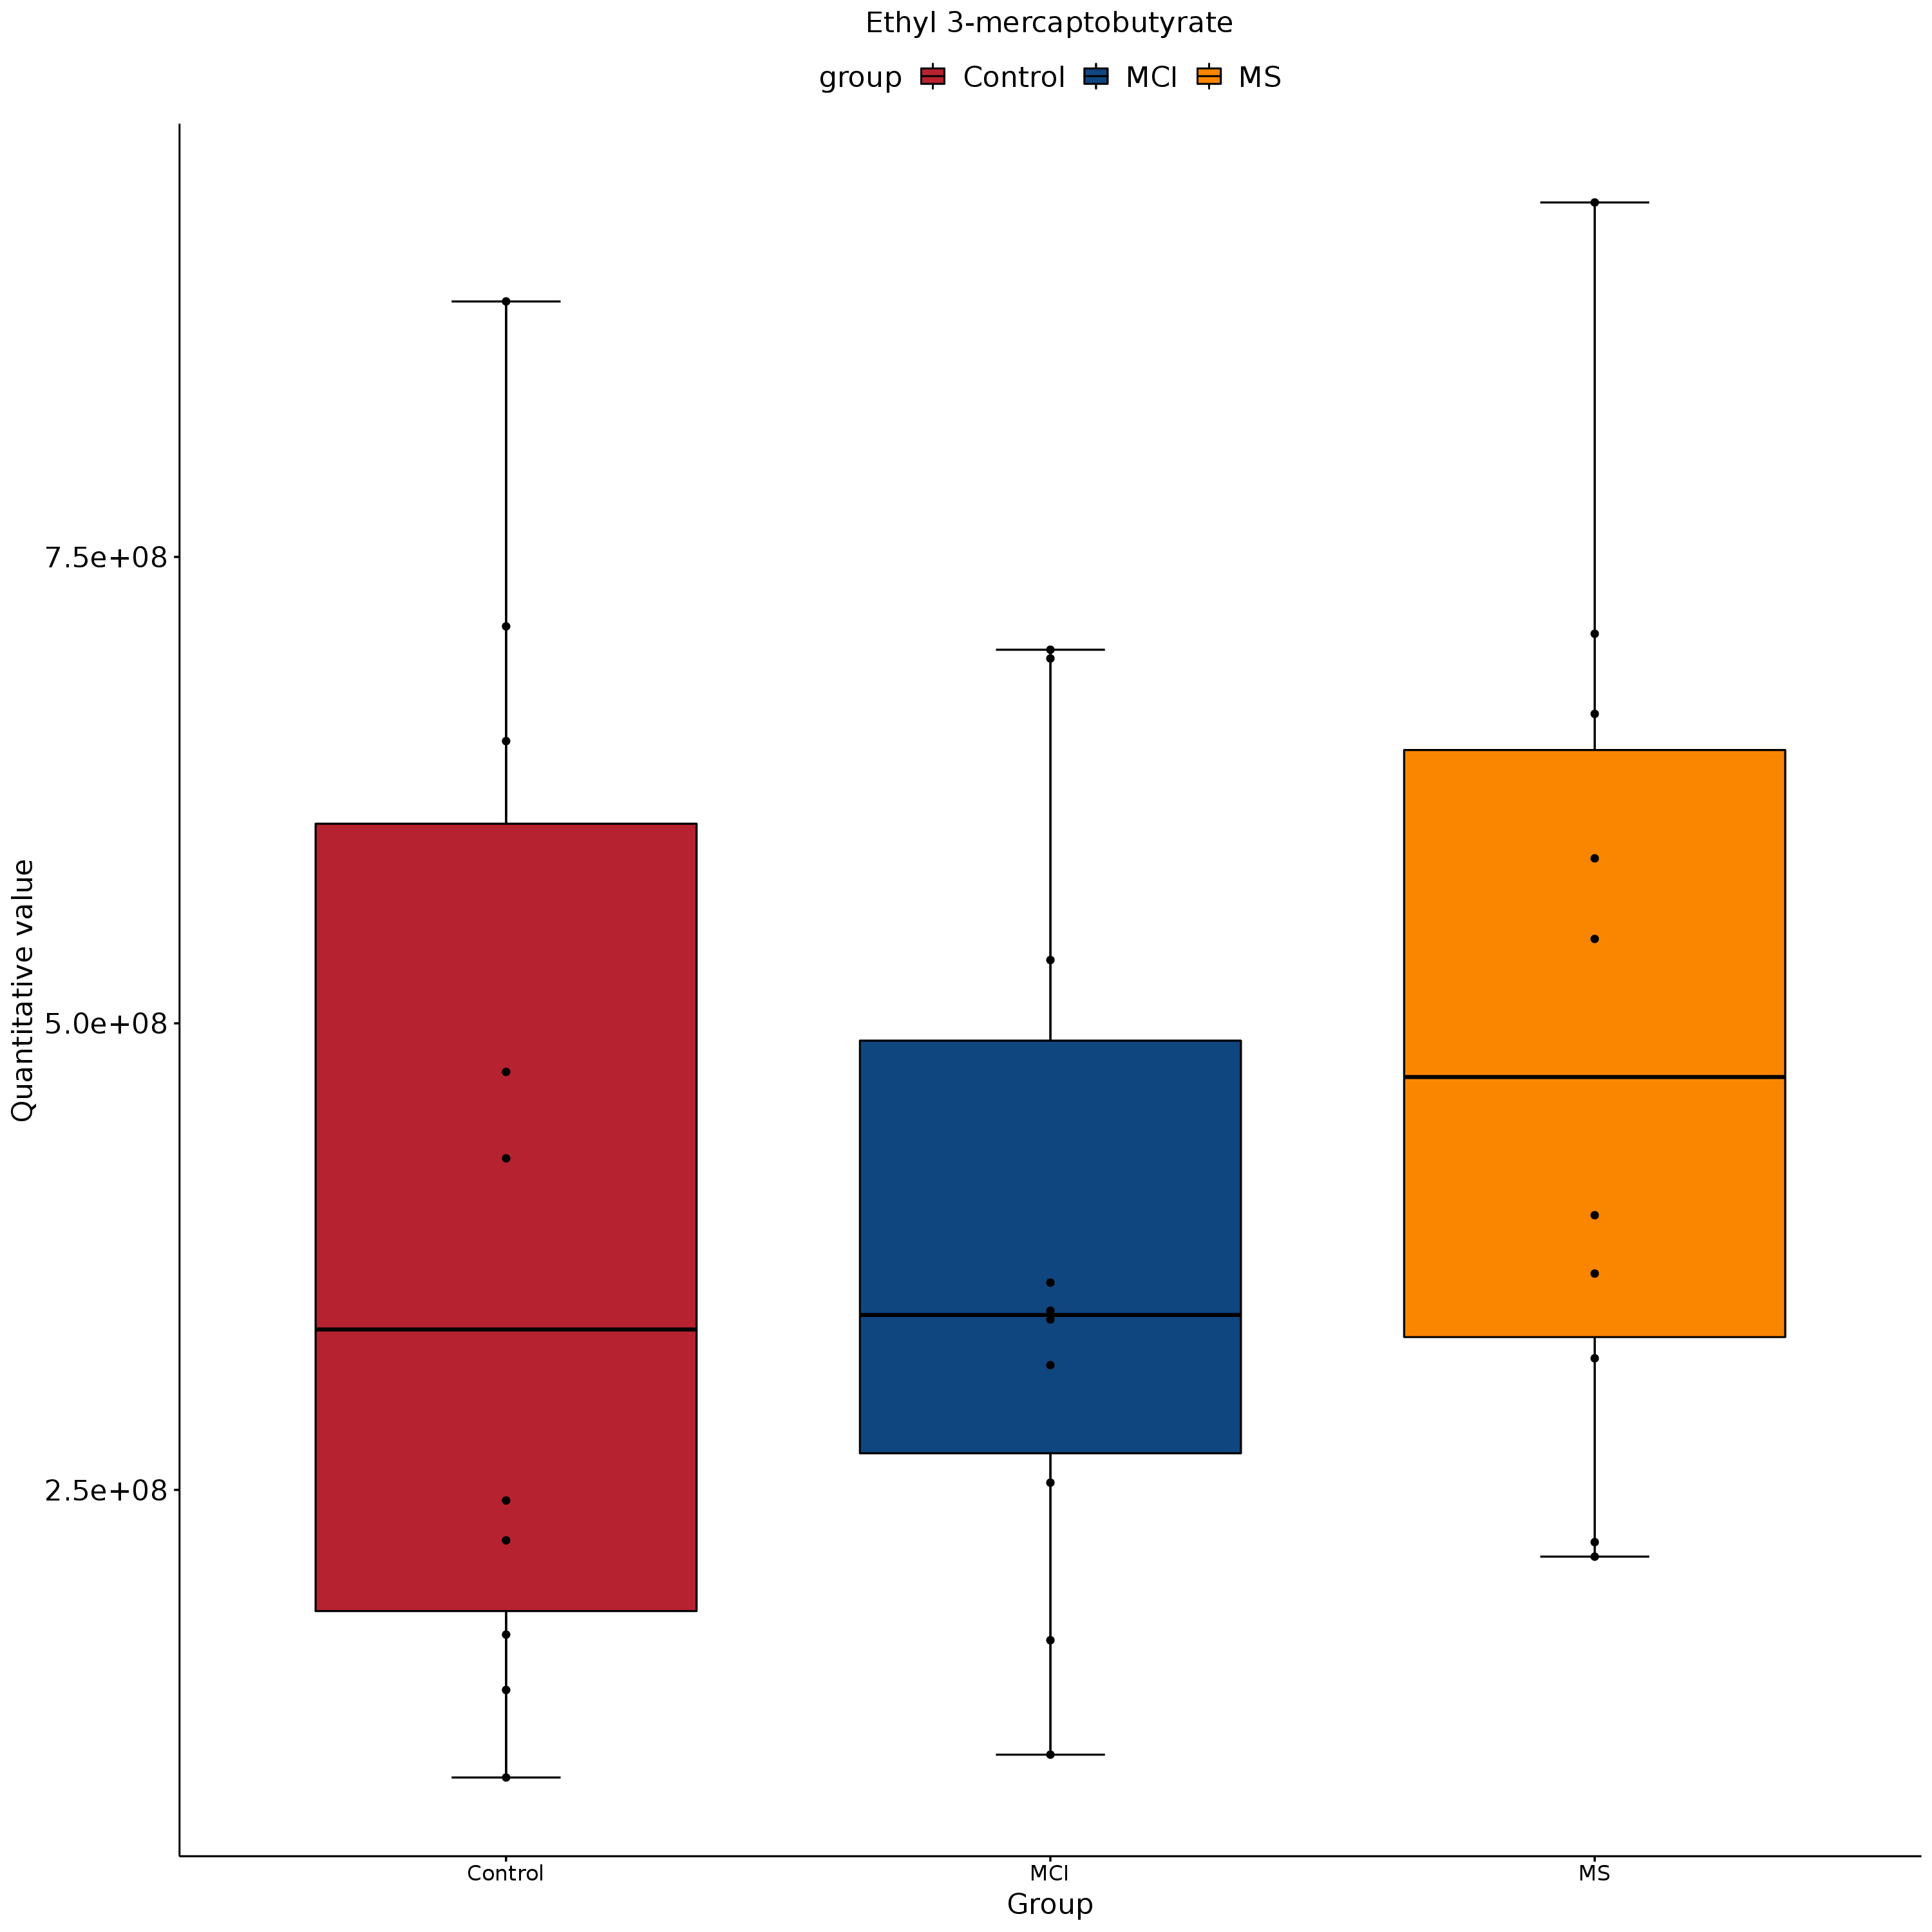 Ethyl 3-mercaptobutyrate
group Control MCI MS
Quantitative value
7.5e+08
5.0e+08
2.5e+08
Control MCI MS
Group